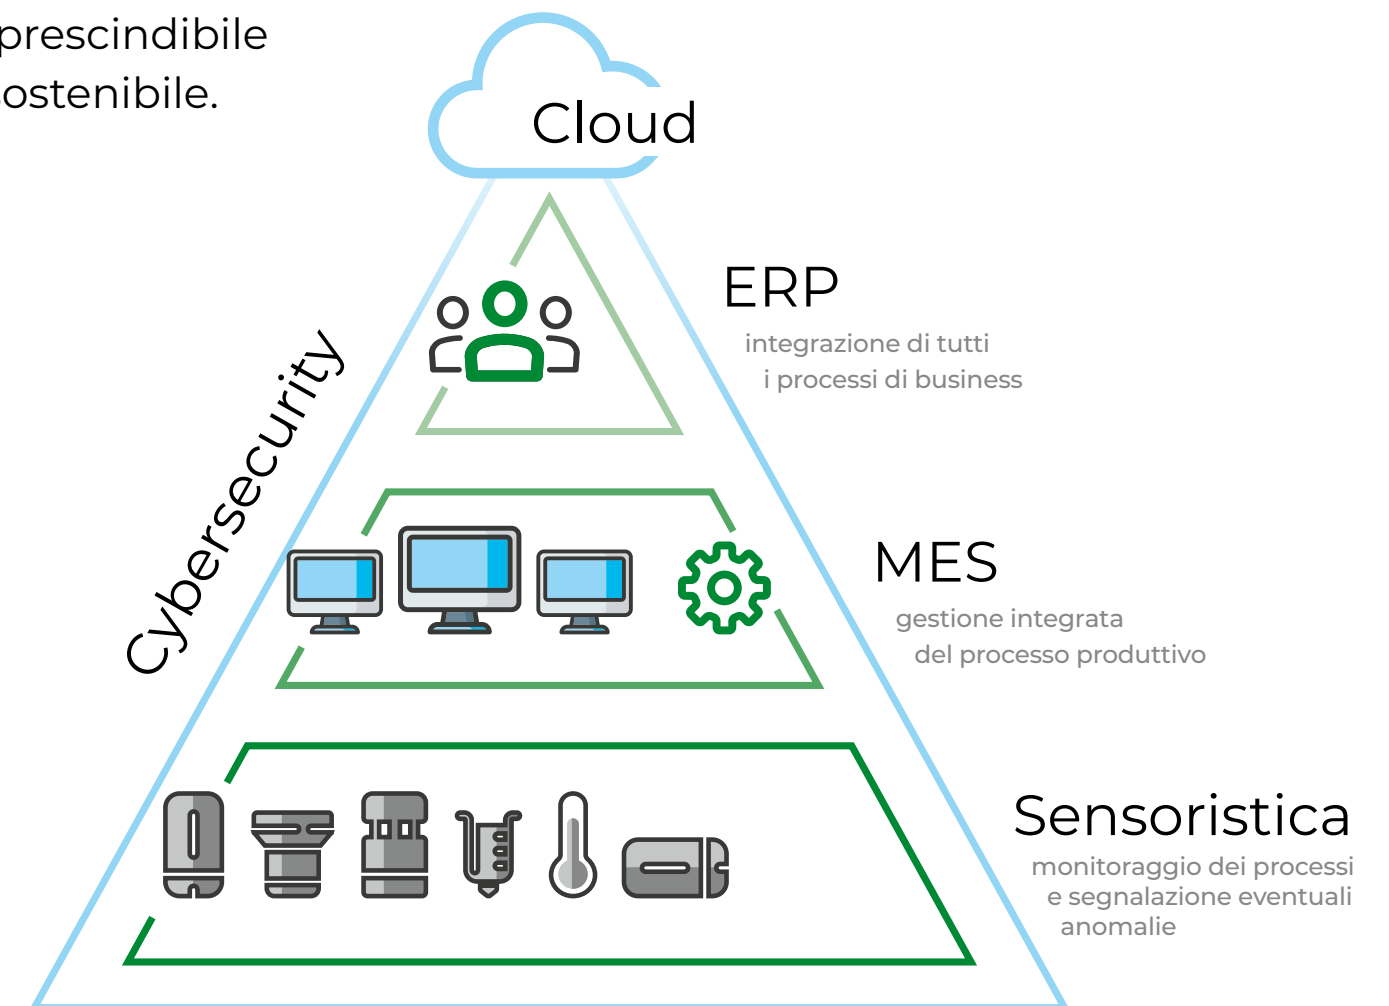 prescindibile
ostenibile.
Cloud
ERP
integrazione di tutti
i processi di business
Cybersecurity
MES
gestione integrata
del processo produttivo
Sensoristica
monitoraggio dei processi
e segnalazione eventuali
anomalie